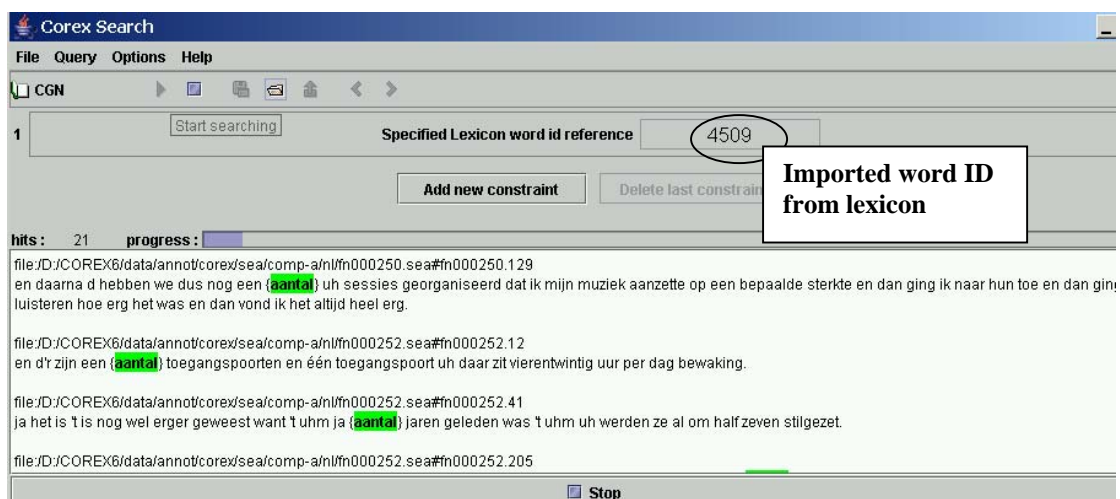 Corex Search
File Query Options Help
CGN
1 Start searching Specified Lexicon word id reference 4509
Imported word ID
from lexicon
Add new constraint Delete last constrain
hits : 21 progress :
file:/D:/COREX6/data/annot/corex/sea/comp-a/nl/fn000250.sea#fn000250.129
en daarna d hebben we dus nog een {aantal} uh sessies georganiseerd dat ik mijn muziek aanzette op een bepaalde sterkte en dan ging ik naar hun toe en dan ging
luisteren hoe erg het was en dan vond ik het altijd heel erg.
file:/D:/COREX6/data/annot/corex/sea/comp-a/nl/fn000252.sea#fn000252.12
en d'r zijn een {aantal} toegangspoorten en één toegangspoort uh daar zit vierentwintig uur per dag bewaking.
file:/D:/COREX6/data/annot/corex/sea/comp-a/nl/fn000252.sea#fn000252.41
ja het is 't is nog wel erger geweest want 't uhm ja {aantal} jaren geleden was 't uhm uh werden ze al om half zeven stilgezet.
file:/D:/COREX6/data/annot/corex/sea/comp-a/nl/fn000252.sea#fn000252.205
Stop